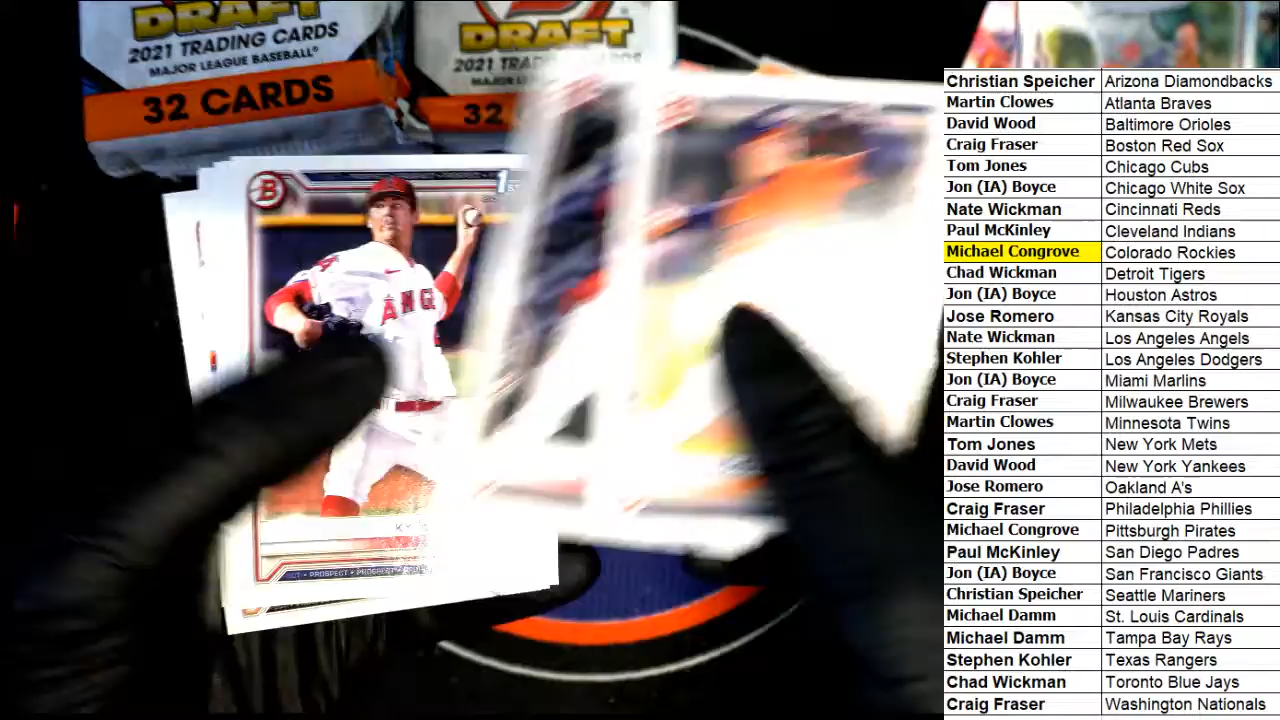 DRAFT
2021 TRADING CARDS
MAJOR LEAGUE BASEBALL
32 CARDS
DRAFT
2021
32
B
1ST
ANGE
PROSPECT
Christian Speicher Arizona Diamondbacks
Martin Clowes Atlanta Braves
David Wood Baltimore Orioles
Craig Fraser Boston Red Sox
Tom Jones Chicago Cubs
Jon (IA) Boyce Chicago White Sox
Nate Wickman Cincinnati Reds
Paul McKinley Cleveland Indians
Michael Congrove Colorado Rockies
Chad Wickman Detroit Tigers
Jon (IA) Boyce Houston Astros
Jose Romero Kansas City Royals
Nate Wickman Los Angeles Angels
Stephen Kohler Los Angeles Dodgers
Jon (IA) Boyce Miami Marlins
Craig Fraser Milwaukee Brewers
Martin Clowes Minnesota Twins
Tom Jones New York Mets
David Wood New York Yankees
Jose Romero Oakland A's
Craig Fraser Philadelphia Phillies
Michael Congrove Pittsburgh Pirates
Paul McKinley San Diego Padres
Jon (IA) Boyce San Francisco Giants
Christian Speicher Seattle Mariners
Michael Damm St. Louis Cardinals
Michael Damm Tampa Bay Rays
Stephen Kohler Texas Rangers
Chad Wickman Toronto Blue Jays
Craig Fraser Washington Nationals